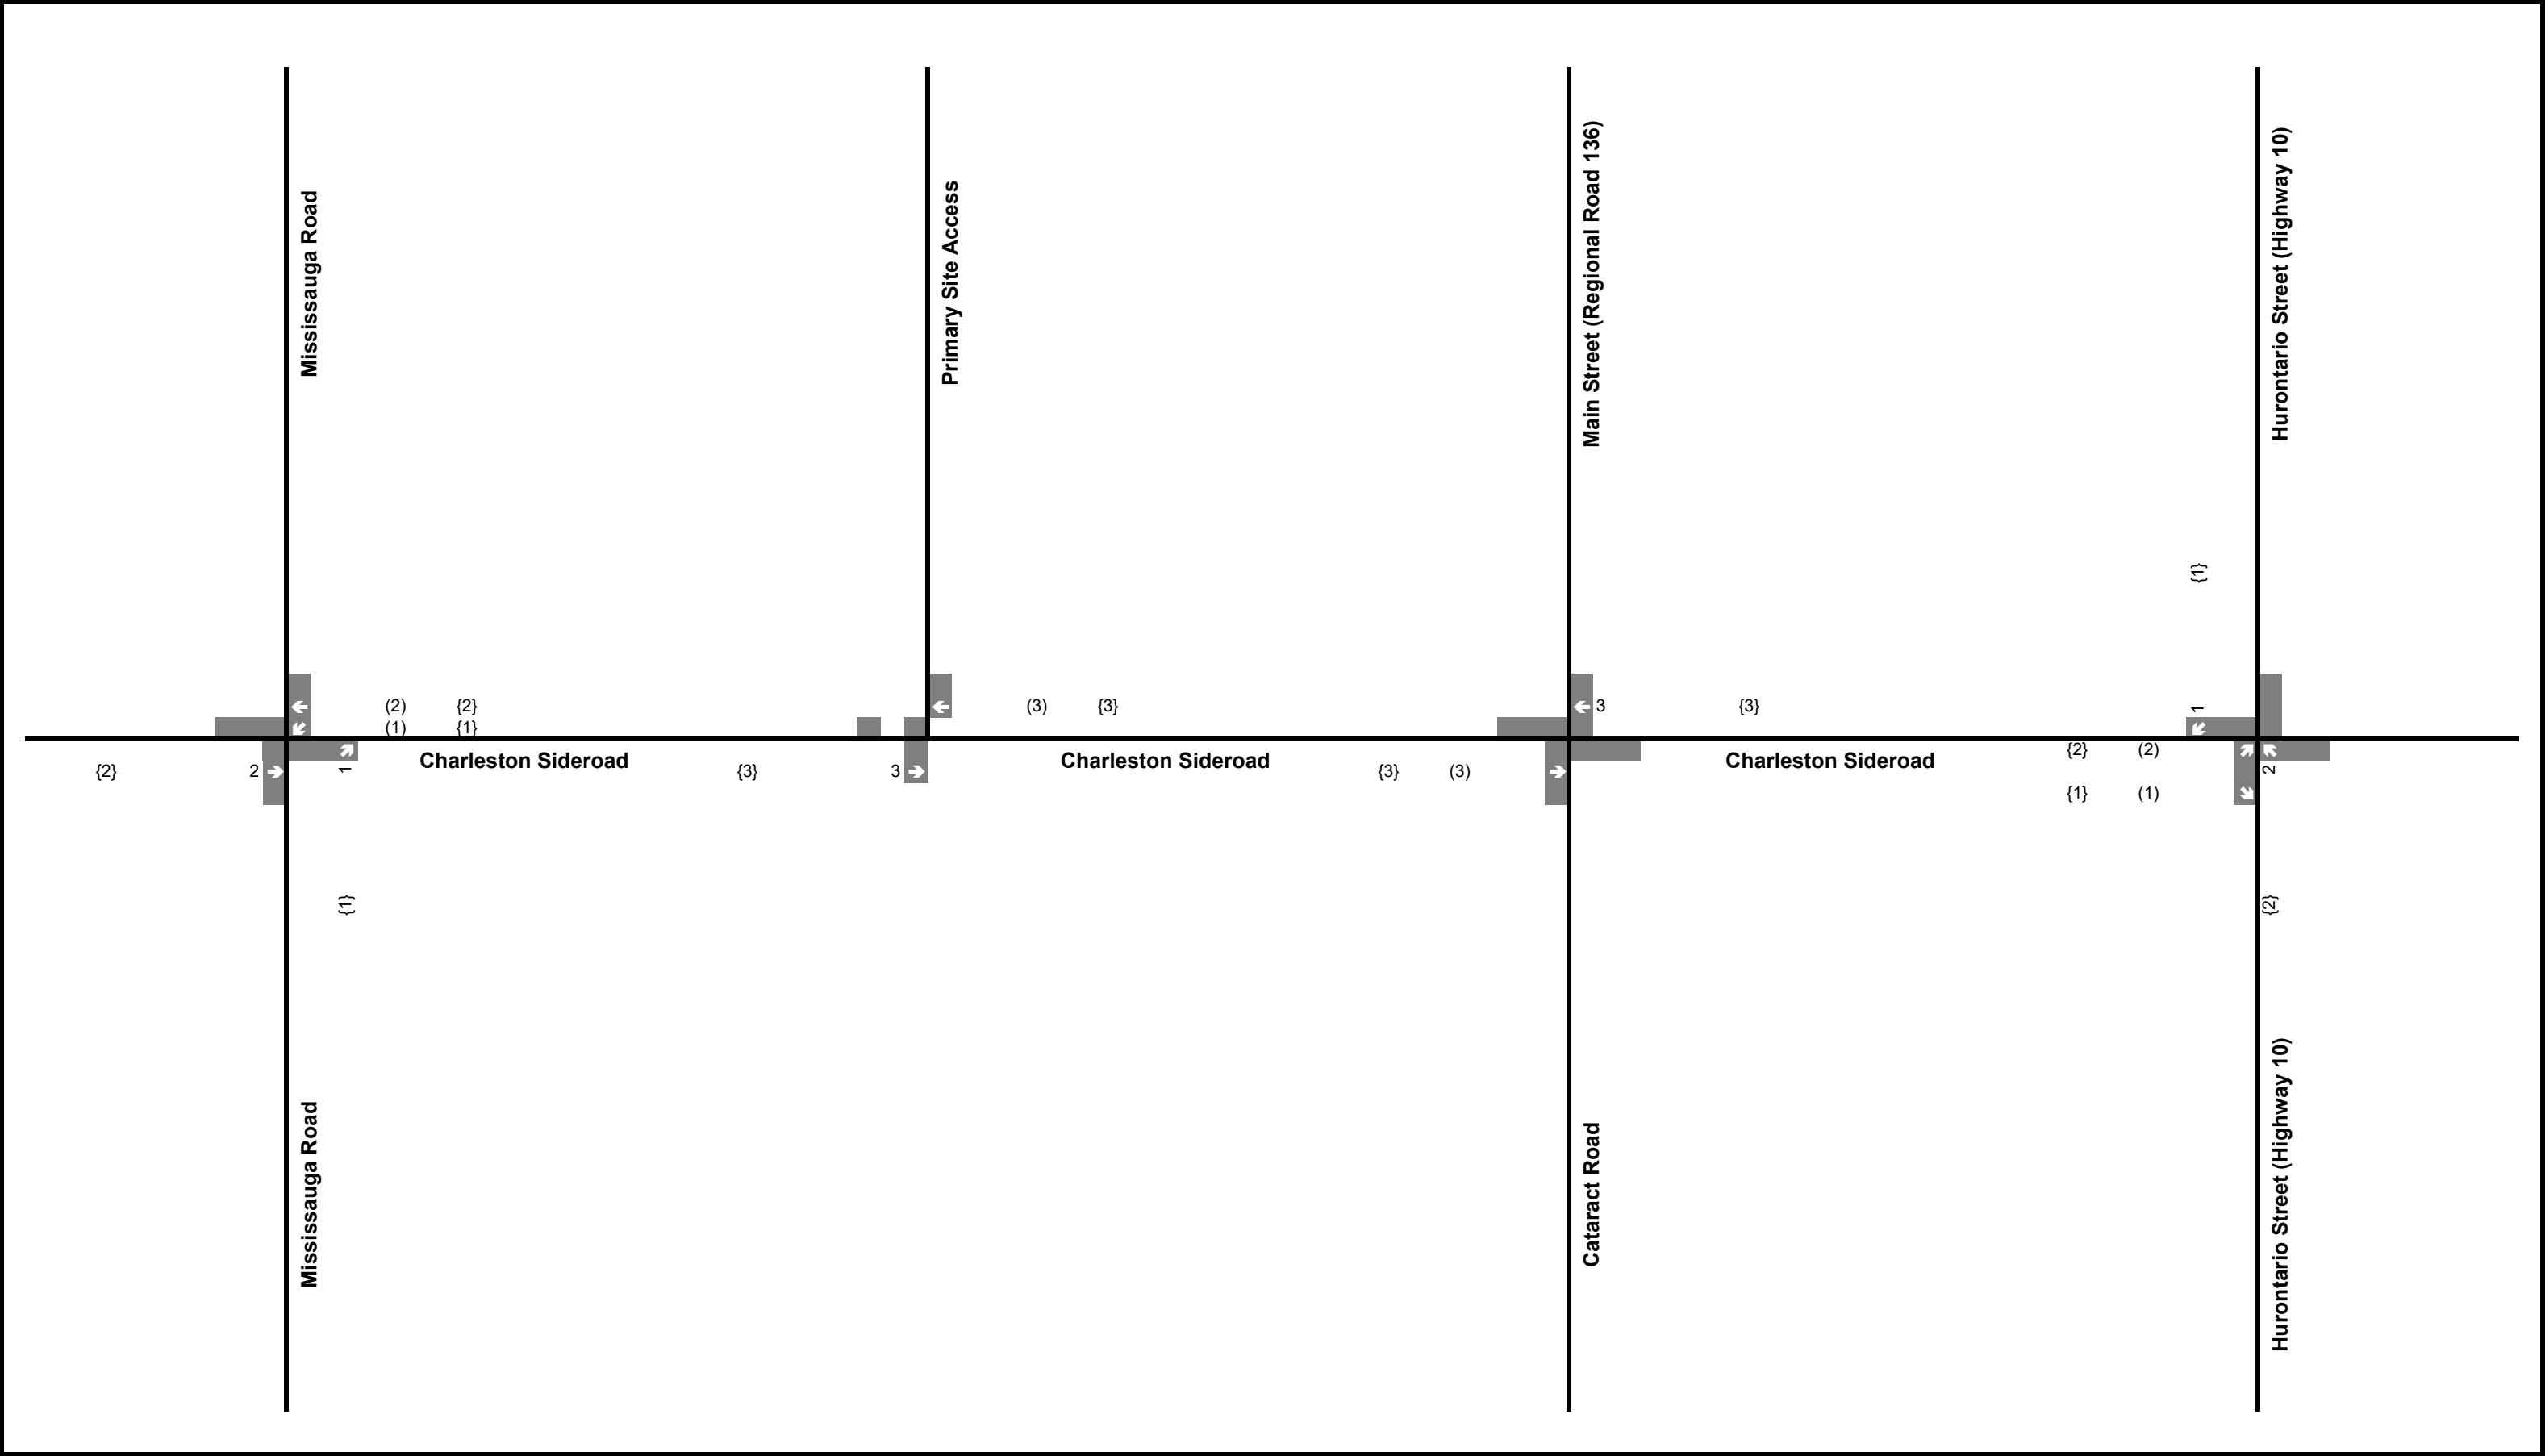 Mississauga Road
Primary Site Access
Main Street (Regional Road 136)
Hurontario Street (Highway 10)
{1}
(2) {2}
(1) {1}
(3) {3}
3 {3}
1
{2} 2
1
Charleston Sideroad
{3} 3
Charleston Sideroad
{3} (3)
Charleston Sideroad
{2} (2)
{1} (1)
2
{1}
{2}
Mississauga Road
Cataract Road
Hurontario Street (Highway 10)